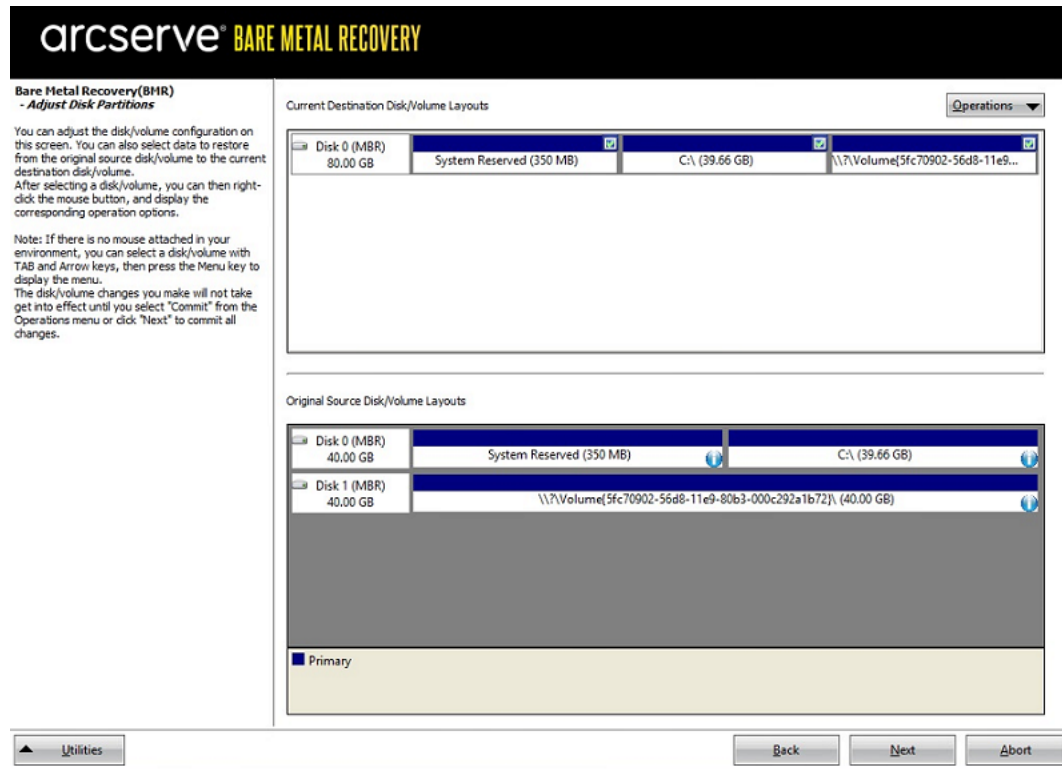 arcserve® BARE METAL RECOVERY
Bare Metal Recovery(BMR)
- Adjust Disk Partitions
You can adjust the disk/volume configuration on
this screen. You can also select data to restore
from the original source disk/volume to the current
destination disk/volume.
After selecting a disk/volume, you can then right-
click the mouse button, and display the
corresponding operation options.
Note: If there is no mouse attached in your
environment, you can select a disk/volume with
TAB and Arrow keys, then press the Menu key to
display the menu.
The disk/volume changes you make will not take
get into effect until you select "Commit" from the
Operations menu or click "Next" to commit all
changes.
Current Destination Disk/Volume Layouts
Operations
Disk 0 (MBR)
80.00 GB
System Reserved (350 MB)
C:\ (39.66 GB)
\\?\Volume{5fc70902-56d8-11e9...
Original Source Disk/Volume Layouts
Disk 0 (MBR)
40.00 GB
System Reserved (350 MB)
C:\ (39.66 GB)
Disk 1 (MBR)
40.00 GB
\\?\Volume{5fc70902-56d8-11e9-80b3-000c292a1b72}\ (40.00 GB)
Primary
Utilities
Back
Next
Abort